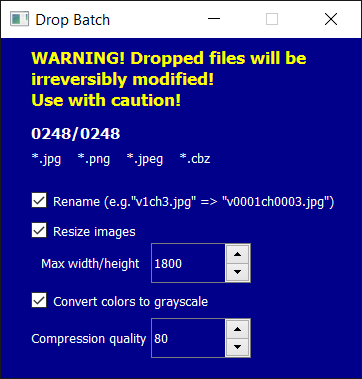 Drop Batch
WARNING! Dropped files will be
irreversibly modified!
Use with caution!
0248/0248
*.jpg *.png *.jpeg *.cbz
Rename (e.g."v1ch3.jpg" => "v0001ch0003.jpg")
Resize images
Max width/height 1800
Convert colors to grayscale
Compression quality 80